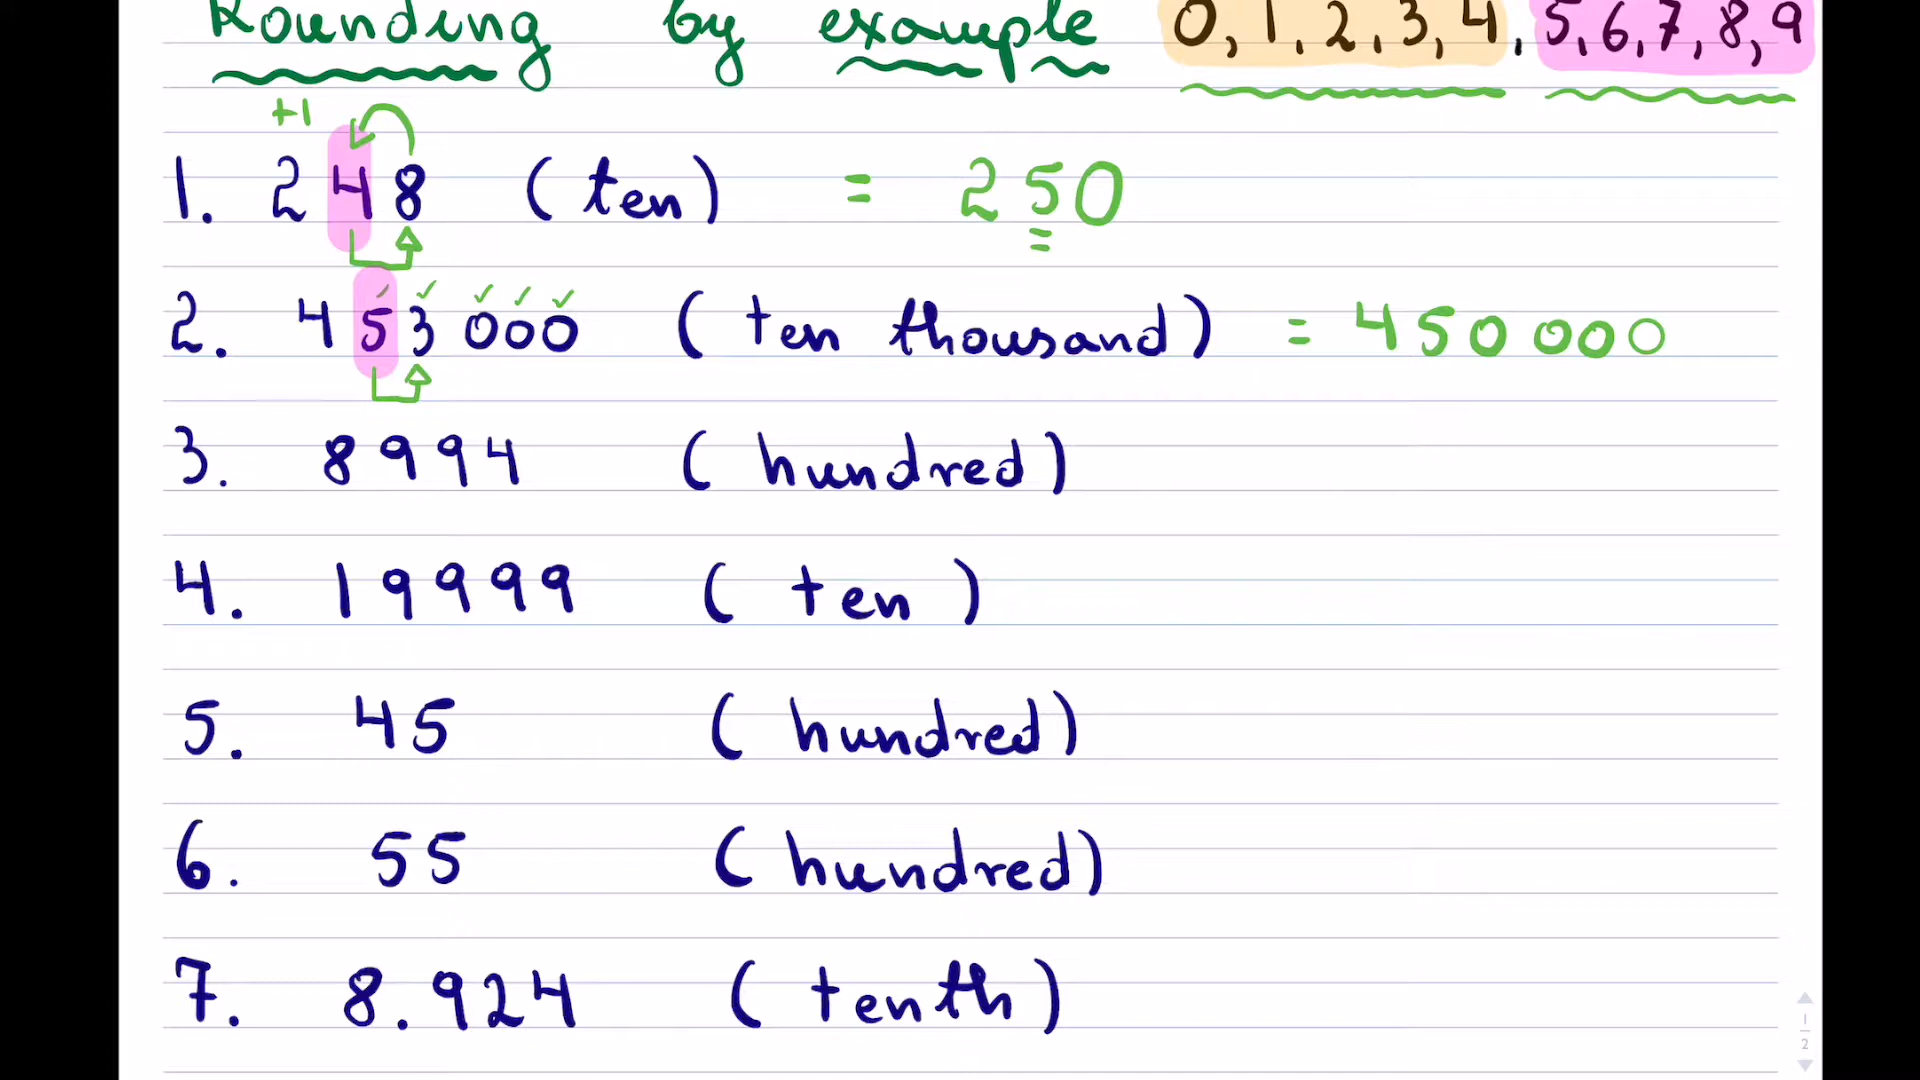 Rounding by example 0, 1, 2, 3, 4, 5, 6, 7, 8, 9
+1
1. 248 (ten) = 250
2. 453 000 (ten thousand) = 450 000
3. 8994 (hundred)
4. 19999 (ten)
5. 45 (hundred)
6. 55 (hundred)
7. 8.924 (tenth)
1
2